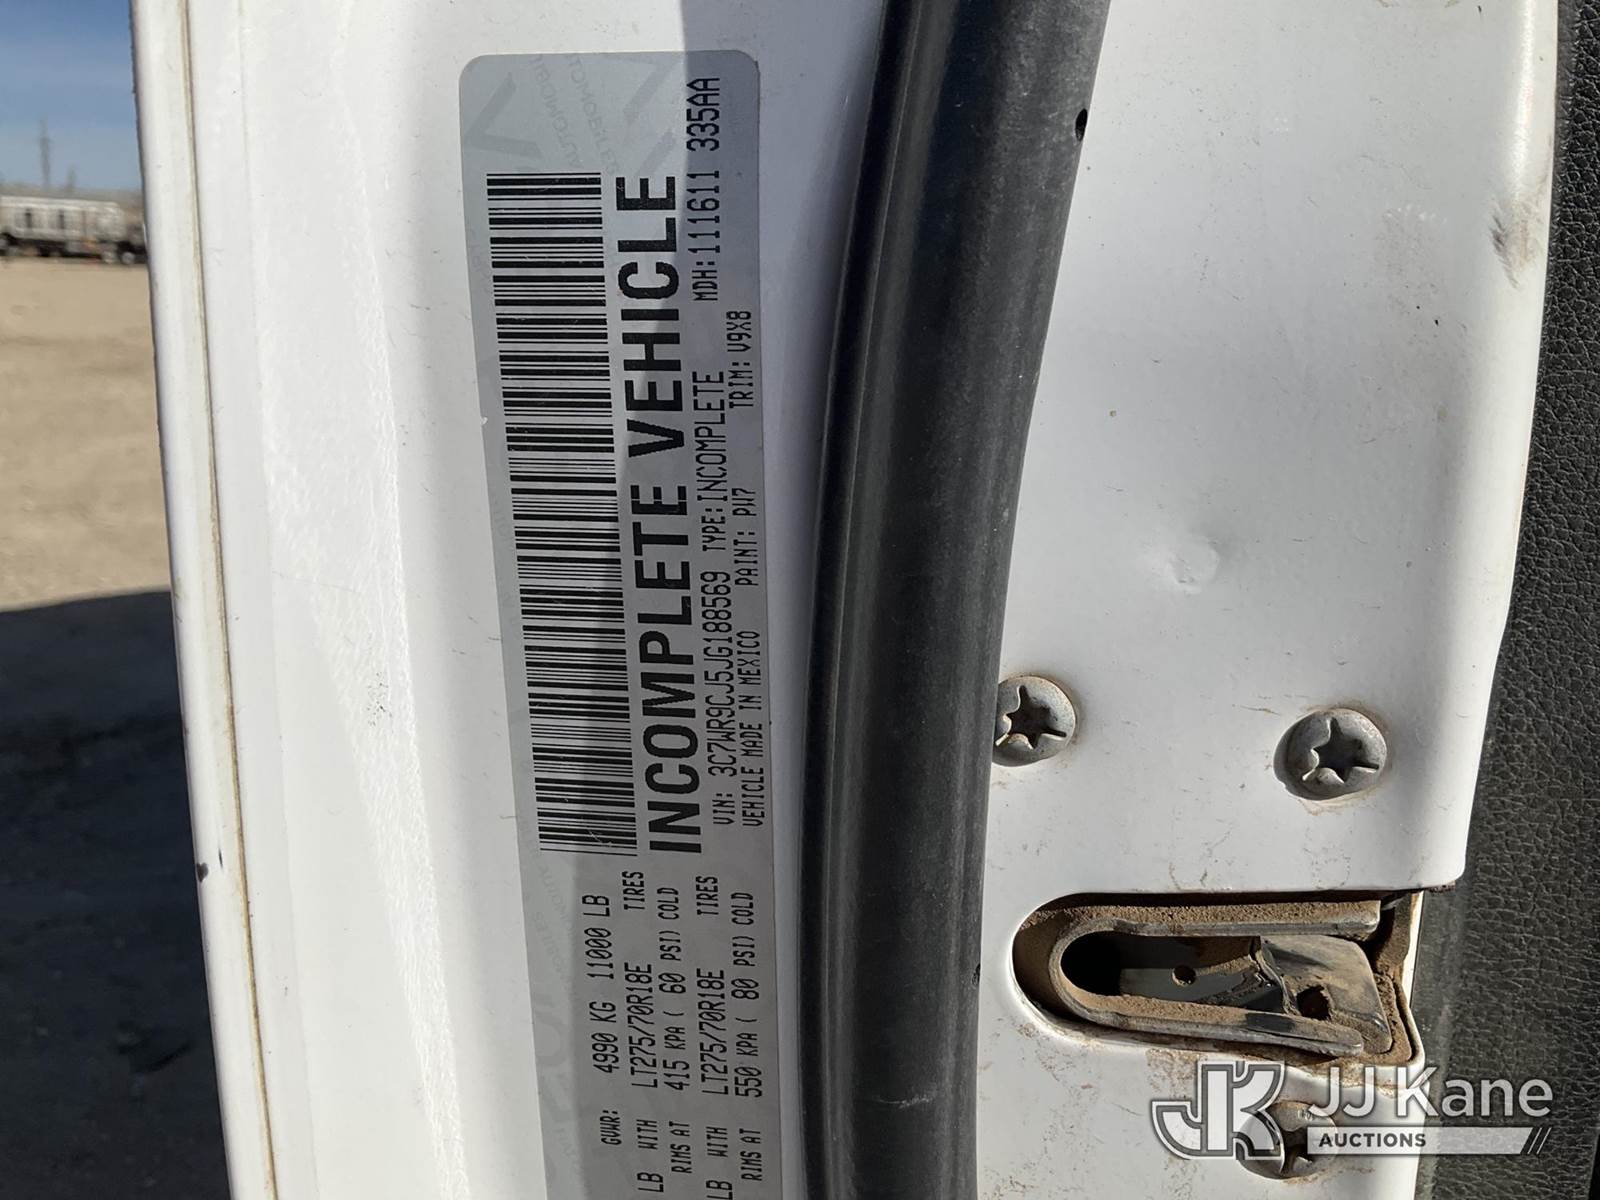 GVWR: 4990 KG 11000 LB
LB WITH LT275/70R18E TIRES
RIMS AT 415 KPA ( 60 PSI) COLD
LB WITH LT275/70R18E TIRES
RIMS AT 550 KPA ( 80 PSI) COLD
INCOMPLETE VEHICLE
VIN: 3C7WR9CJ5JG188569 TYPE: INCOMPLETE MDH: 111611 335AA
VEHICLE MADE IN MEXICO PAINT: PW7 TRIM: V9X8
JJ Kane
AUCTIONS